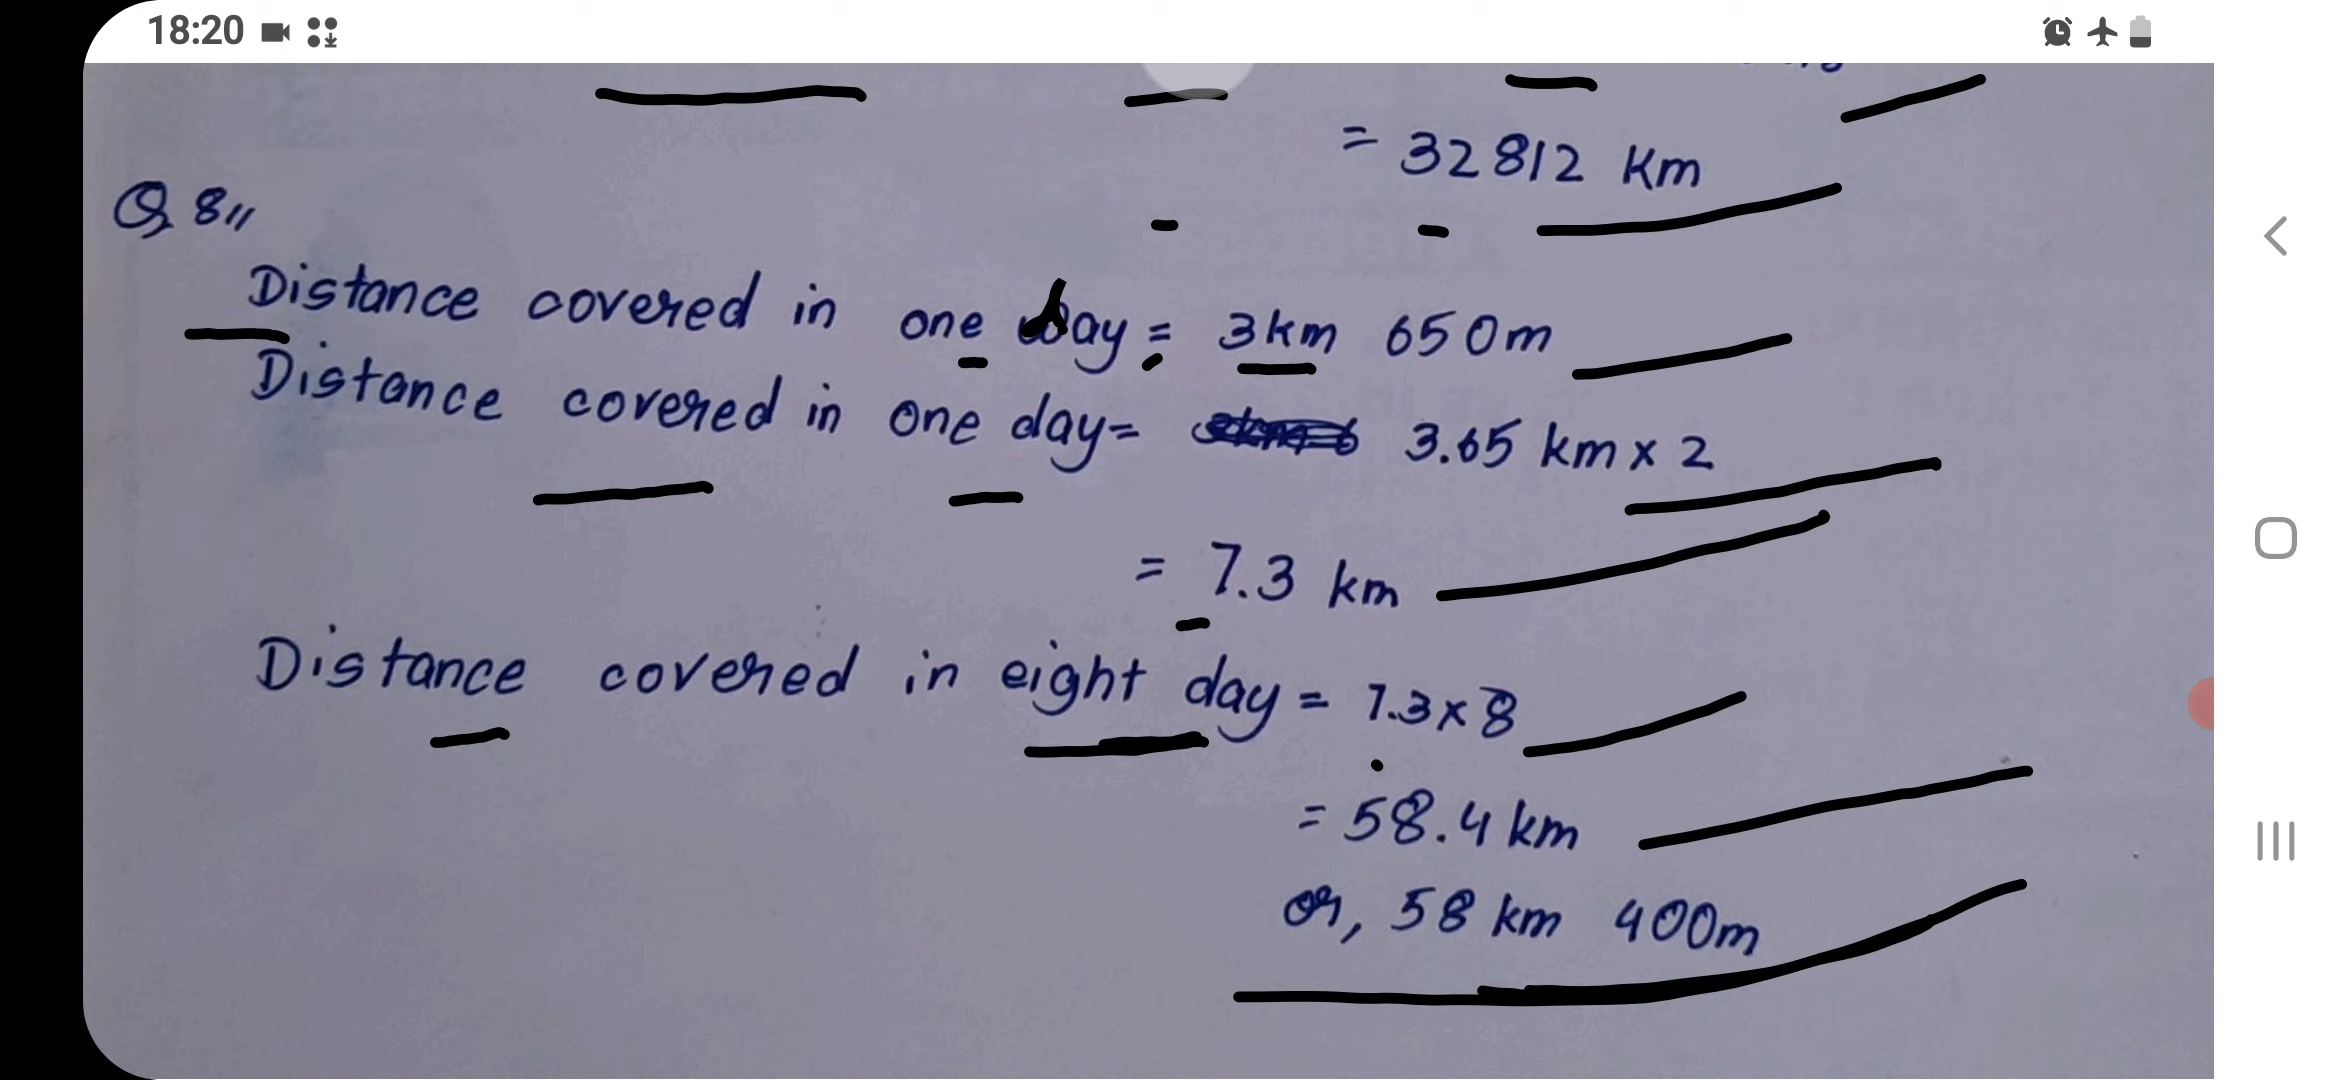 18:20
= 32812 Km
Q 8,,
Distance covered in one way = 3km 650m
Distance covered in one day= 3.65 km x 2
= 7.3 km
Distance covered in eight day = 7.3x8
= 58.4 km
or, 58 km 400m